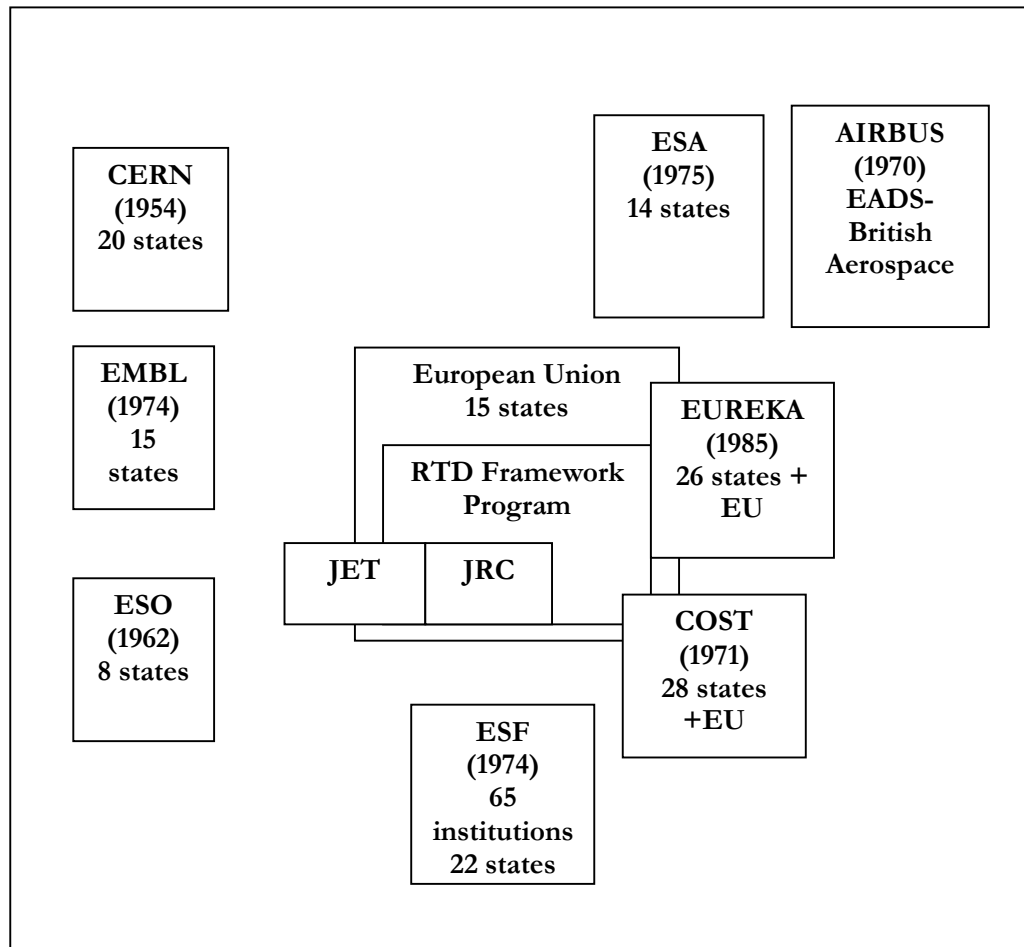 CERN
(1954)
20 states
ESA
(1975)
14 states
AIRBUS
(1970)
EADS-
British
Aerospace
EMBL
(1974)
15
states
European Union
15 states
RTD Framework
Program
EUREKA
(1985)
26 states +
EU
JET
JRC
ESO
(1962)
8 states
COST
(1971)
28 states
+EU
ESF
(1974)
65
institutions
22 states